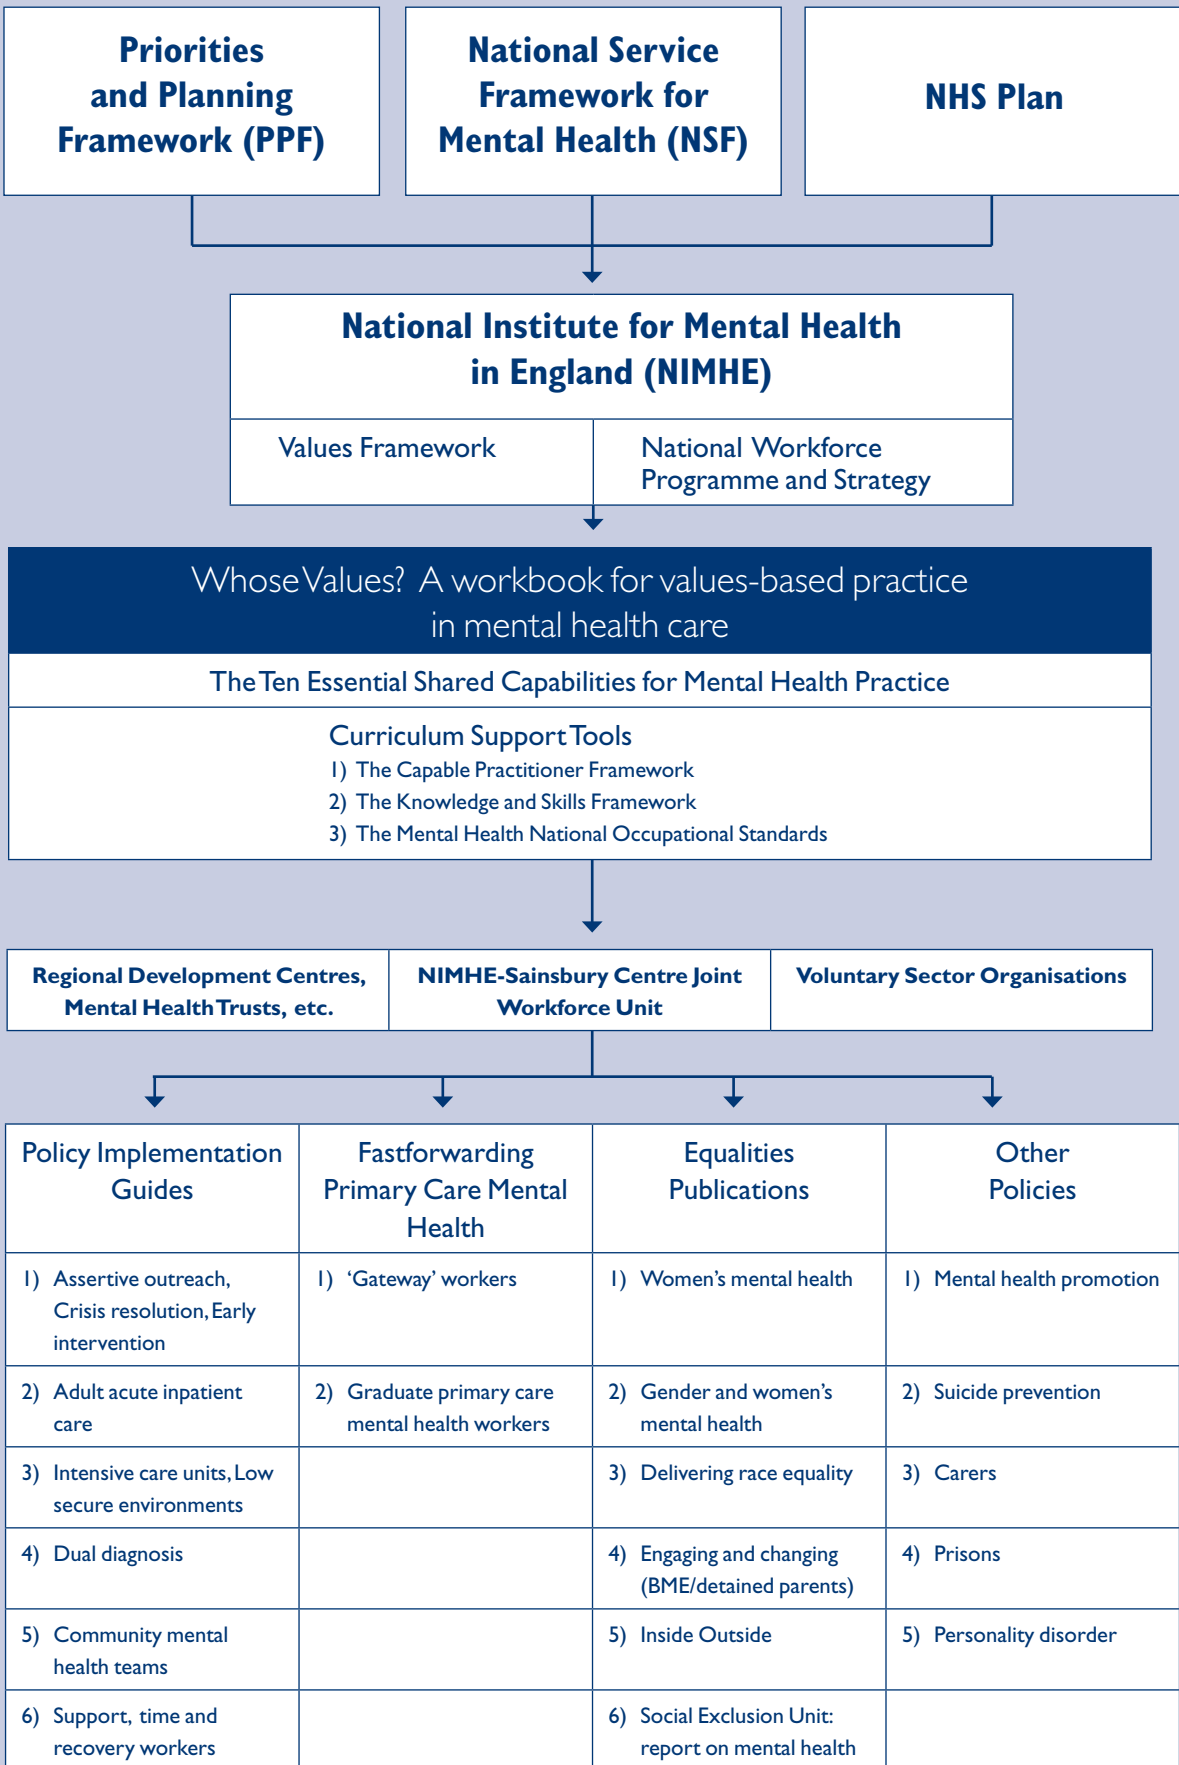 Priorities
and Planning
Framework (PPF)
National Service
Framework for
Mental Health (NSF)
NHS Plan
National Institute for Mental Health
in England (NIMHE)
Values Framework
National Workforce
Programme and Strategy
Whose Values? A workbook for values-based practice
in mental health care
The Ten Essential Shared Capabilities for Mental Health Practice
Curriculum Support Tools
1) The Capable Practitioner Framework
2) The Knowledge and Skills Framework
3) The Mental Health National Occupational Standards
Regional Development Centres,
Mental Health Trusts, etc.
NIMHE-Sainsbury Centre Joint
Workforce Unit
Voluntary Sector Organisations
Policy Implementation
Guides
Fastforwarding
Primary Care Mental
Health
Equalities
Publications
Other
Policies
1) Assertive outreach,
Crisis resolution, Early
intervention
1) ‘Gateway’ workers
1) Women’s mental health
1) Mental health promotion
2) Adult acute inpatient
care
2) Graduate primary care
mental health workers
2) Gender and women’s
mental health
2) Suicide prevention
3) Intensive care units, Low
secure environments
3) Delivering race equality
3) Carers
4) Dual diagnosis
4) Engaging and changing
(BME/detained parents)
4) Prisons
5) Community mental
health teams
5) Inside Outside
5) Personality disorder
6) Support, time and
recovery workers
6) Social Exclusion Unit:
report on mental health